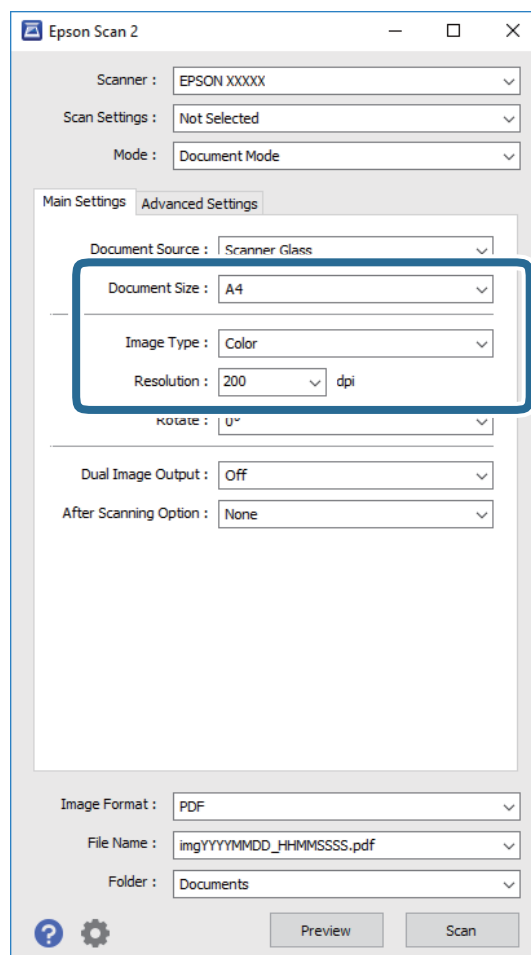 Epson Scan 2
Scanner : EPSON XXXXX
Scan Settings : Not Selected
Mode : Document Mode
Main Settings Advanced Settings
Document Source : Scanner Glass
Document Size : A4
Image Type : Color
Resolution : 200 dpi
Rotate : 0°
Dual Image Output : Off
After Scanning Option : None
Image Format : PDF
File Name : imgYYYYMMDD_HHMMSSSS.pdf
Folder : Documents
? Preview Scan